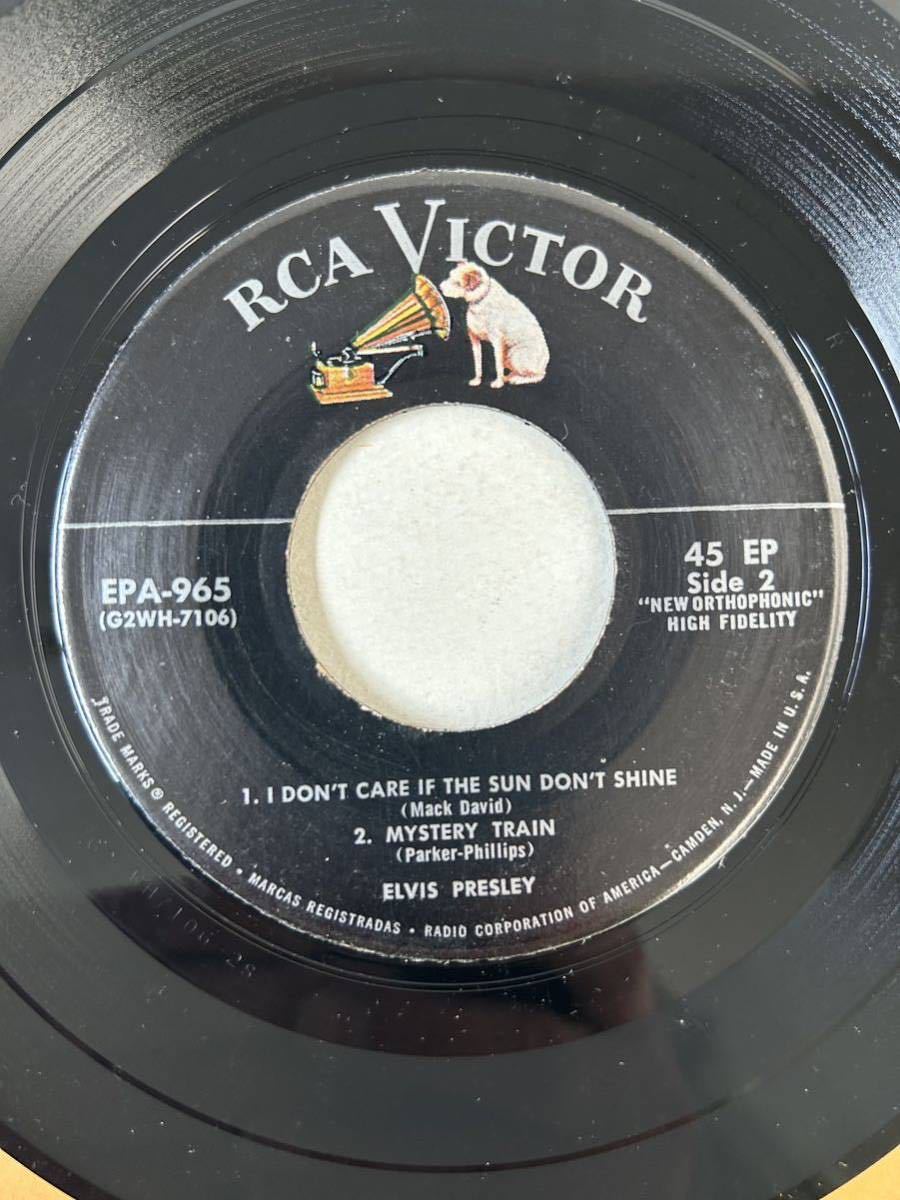 RCA VICTOR
EPA-965
(G2WH-7106)
45 EP
Side 2
"NEW ORTHOPHONIC"
HIGH FIDELITY
1. I DON'T CARE IF THE SUN DON'T SHINE
(Mack David)
2. MYSTERY TRAIN
(Parker-Phillips)
ELVIS PRESLEY
TRADE MARKS ® REGISTERED • MARCAS REGISTRADAS • RADIO CORPORATION OF AMERICA—CAMDEN, N. J.—MADE IN U. S. A.